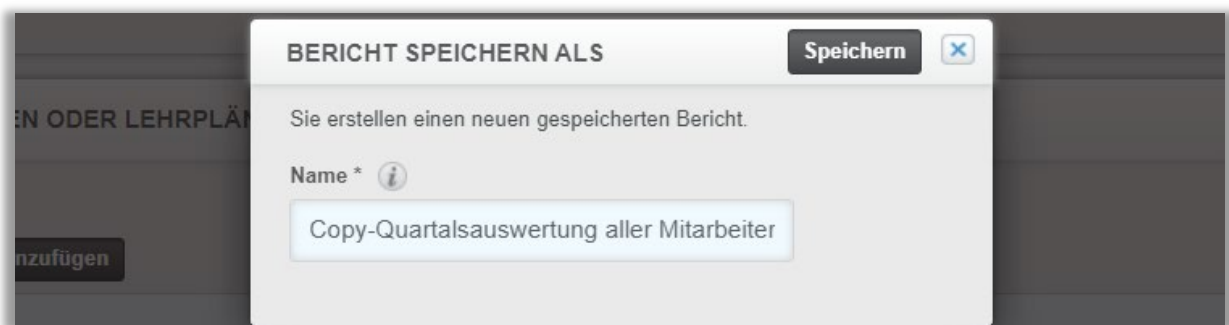 BERICHT SPEICHERN ALS
Speichern
EN ODER LEHRPLÄN
Sie erstellen einen neuen gespeicherten Bericht.
Name *
Copy-Quartalsauswertung aller Mitarbeiter
nzufügen